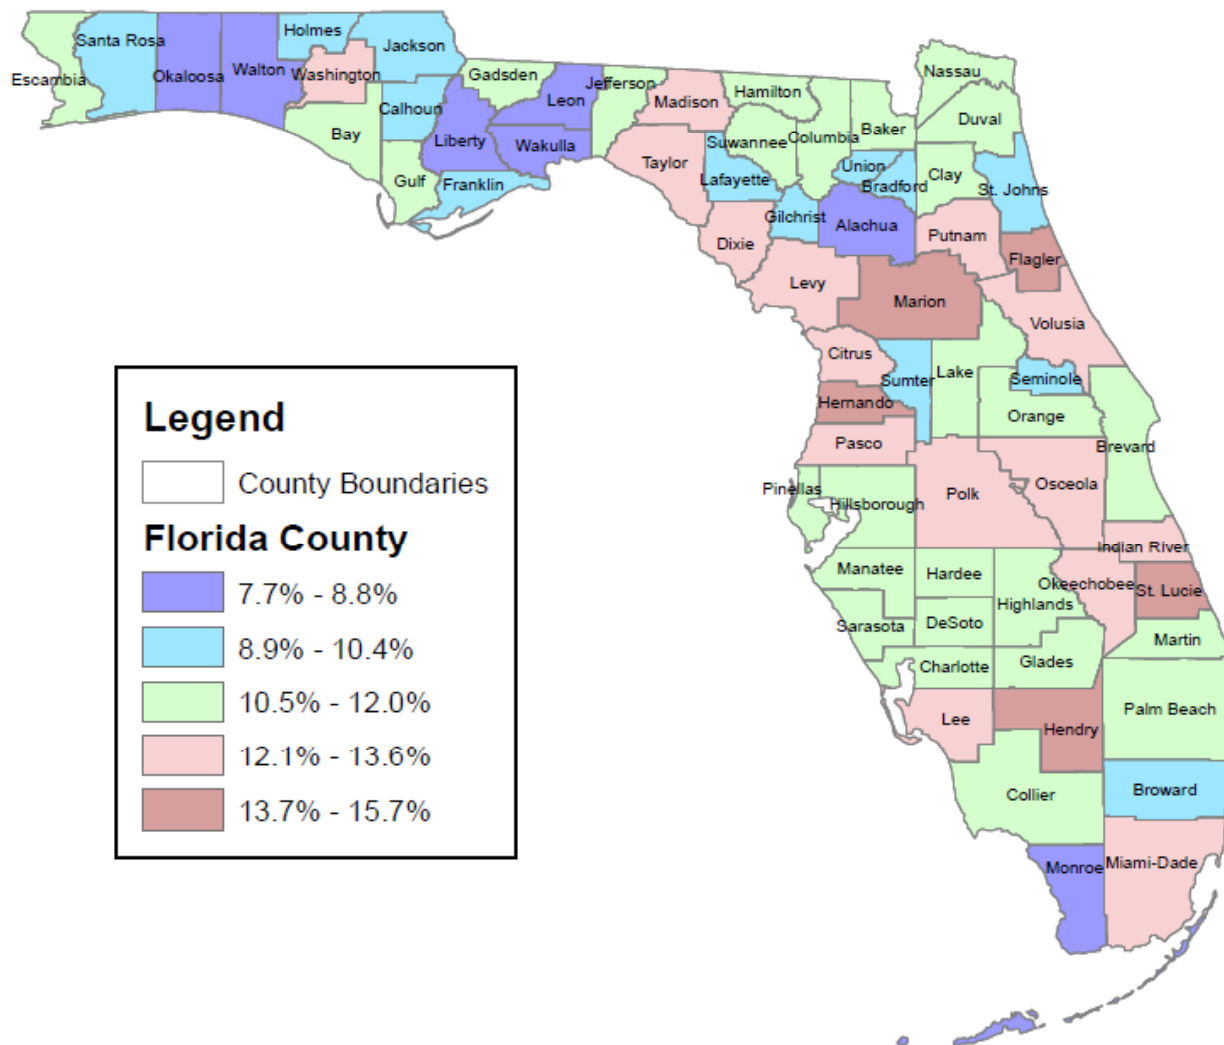 Holmes
Santa Rosa
Jackson
Escambia
Okaloosa
Walton
Washington
Calhoun
Bay
Gulf
Gadsden
Liberty
Leon
Wakulla
Franklin
Jefferson
Madison
Taylor
Hamilton
Suwannee
Lafayette
Columbia
Baker
Nassau
Duval
Union
Bradford
Clay
St. Johns
Gilchrist
Dixie
Alachua
Putnam
Flagler
Levy
Marion
Volusia
Citrus
Sumter
Lake
Seminole
Hernando
Orange
Pasco
Brevard
Pinellas
Hillsborough
Polk
Osceola
Indian River
Manatee
Hardee
Highlands
Okeechobee
St. Lucie
Sarasota
DeSoto
Martin
Charlotte
Glades
Lee
Hendry
Palm Beach
Collier
Broward
Monroe
Miami-Dade
Legend
County Boundaries
Florida County
7.7% - 8.8%
8.9% - 10.4%
10.5% - 12.0%
12.1% - 13.6%
13.7% - 15.7%